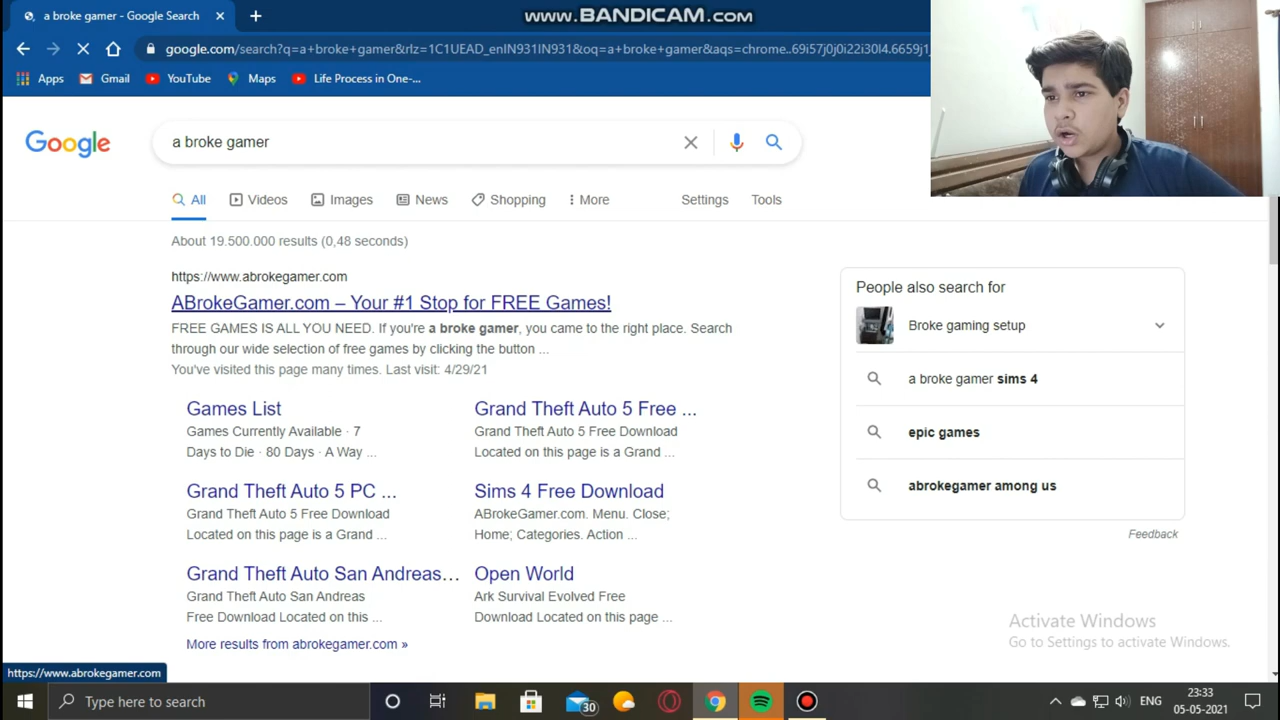 a broke gamer - Google Search
www.BANDICAM.com
google.com/search?q=a+broke+gamer&rlz=1C1UEAD_enIN931IN931&oq=a+broke+gamer&aqs=chrome..69i57j0j0i22i30l4.6659j1
Apps
Gmail
YouTube
Maps
Life Process in One-...
Google
a broke gamer
All
Videos
Images
News
Shopping
More
Settings
Tools
About 19.500.000 results (0,48 seconds)
https://www.abrokegamer.com
ABrokeGamer.com – Your #1 Stop for FREE Games!
FREE GAMES IS ALL YOU NEED. If you're a broke gamer, you came to the right place. Search
through our wide selection of free games by clicking the button ...
You've visited this page many times. Last visit: 4/29/21
Games List
Games Currently Available · 7
Days to Die · 80 Days · A Way ...
Grand Theft Auto 5 Free ...
Grand Theft Auto 5 Free Download
Located on this page is a Grand ...
Grand Theft Auto 5 PC ...
Grand Theft Auto 5 Free Download
Located on this page is a Grand ...
Sims 4 Free Download
ABrokeGamer.com. Menu. Close;
Home; Categories. Action ...
Grand Theft Auto San Andreas...
Grand Theft Auto San Andreas
Free Download Located on this ...
Open World
Ark Survival Evolved Free
Download Located on this page ...
More results from abrokegamer.com »
People also search for
Broke gaming setup
a broke gamer sims 4
epic games
abrokegamer among us
Feedback
Activate Windows
Go to Settings to activate Windows.
https://www.abrokegamer.com
Type here to search
30
ENG
23:33
05-05-2021